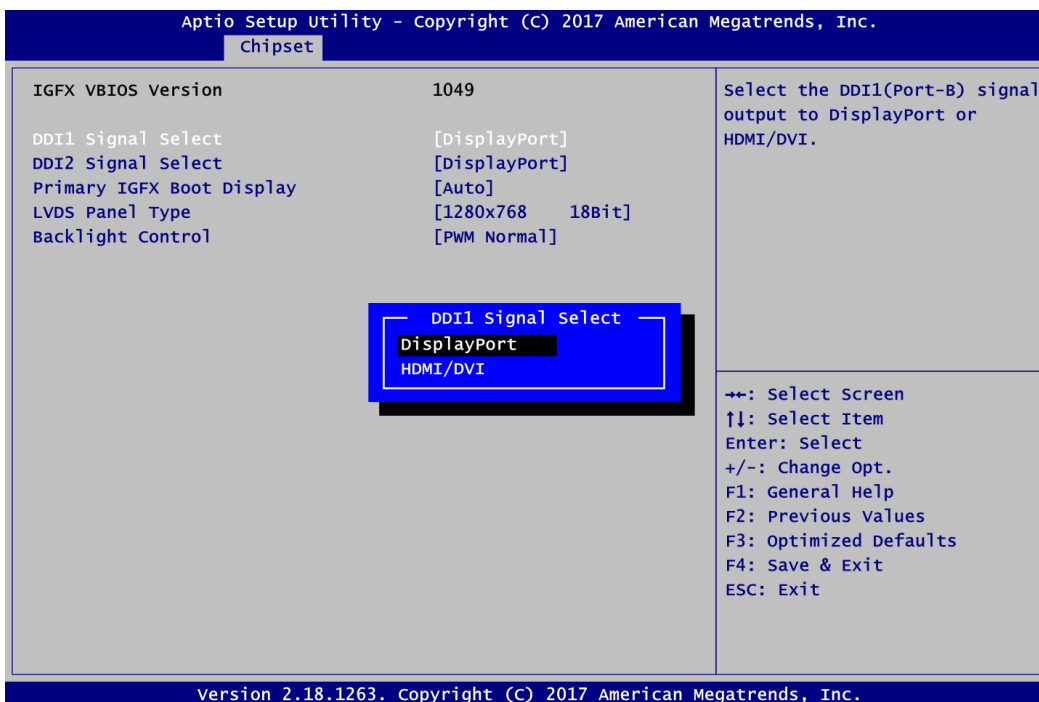 Aptio Setup Utility - Copyright (C) 2017 American Megatrends, Inc.
Chipset
IGFX VBIOS Version 1049
DDI1 Signal Select [DisplayPort]
DDI2 Signal Select [DisplayPort]
Primary IGFX Boot Display [Auto]
LVDS Panel Type [1280x768 18Bit]
Backlight Control [PWM Normal]
DDI1 Signal Select
DisplayPort
HDMI/DVI
Select the DDI1(Port-B) signal
output to DisplayPort or
HDMI/DVI.
→←: Select Screen
↑↓: Select Item
Enter: Select
+/-: Change Opt.
F1: General Help
F2: Previous Values
F3: Optimized Defaults
F4: Save & Exit
ESC: Exit
Version 2.18.1263. Copyright (C) 2017 American Megatrends, Inc.